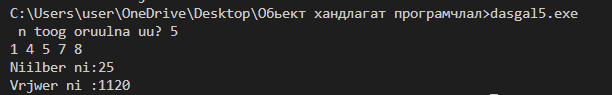 C:\Users\user\OneDrive\Desktop\Обьект хандлагат програмчлал>dasgal5.exe
n toog oruulna uu? 5
1 4 5 7 8
Niilber ni:25
Vrjwer ni :1120